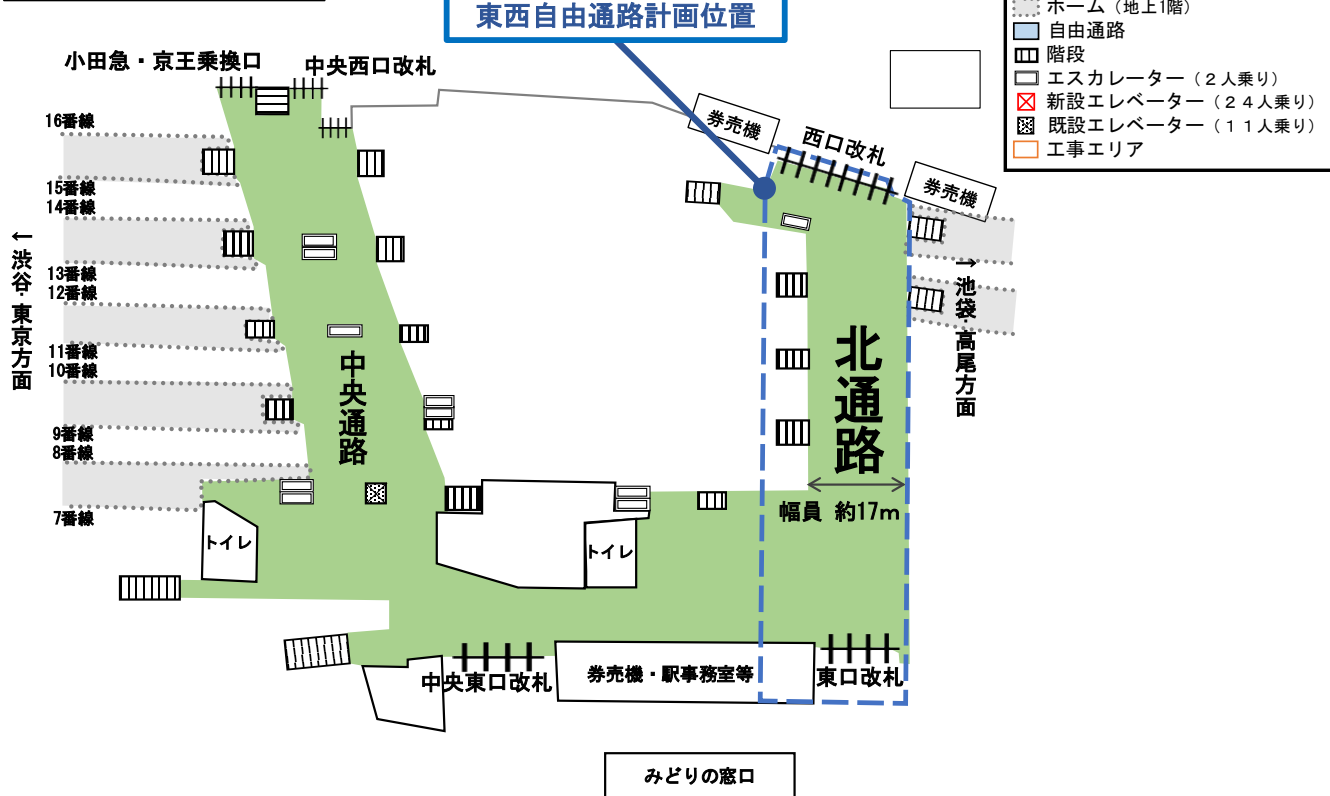 東西自由通路計画位置
ホーム（地上1階）
自由通路
階段
エスカレーター（２人乗り）
新設エレベーター（２４人乗り）
既設エレベーター（１１人乗り）
工事エリア
小田急・京王乗換口
中央西口改札
券売機
西口改札
券売機
16番線
15番線
14番線
13番線
12番線
11番線
10番線
9番線
8番線
7番線
←渋谷・東京方面
→池袋・高尾方面
中央通路
北通路
幅員 約17m
トイレ
トイレ
中央東口改札
券売機・駅事務室等
東口改札
みどりの窓口